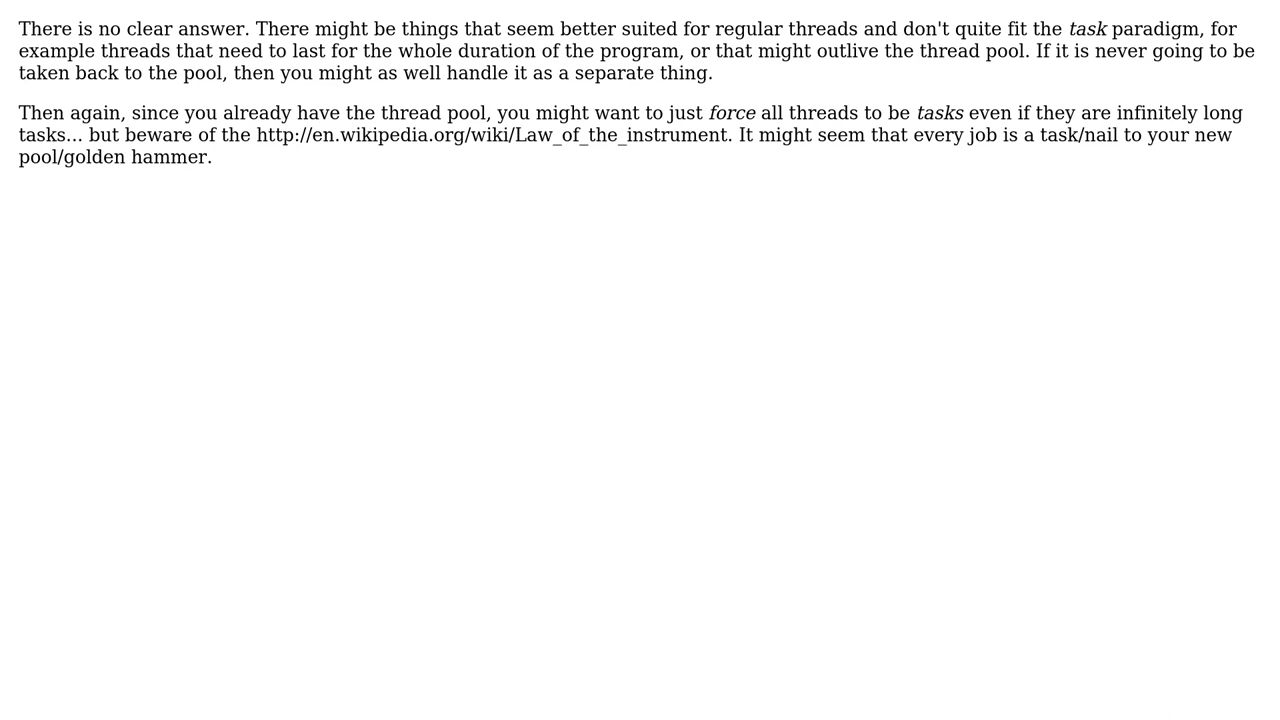 There is no clear answer. There might be things that seem better suited for regular threads and don't quite fit the task paradigm, for
example threads that need to last for the whole duration of the program, or that might outlive the thread pool. If it is never going to be
taken back to the pool, then you might as well handle it as a separate thing.
Then again, since you already have the thread pool, you might want to just force all threads to be tasks even if they are infinitely long
tasks... but beware of the http://en.wikipedia.org/wiki/Law_of_the_instrument. It might seem that every job is a task/nail to your new
pool/golden hammer.